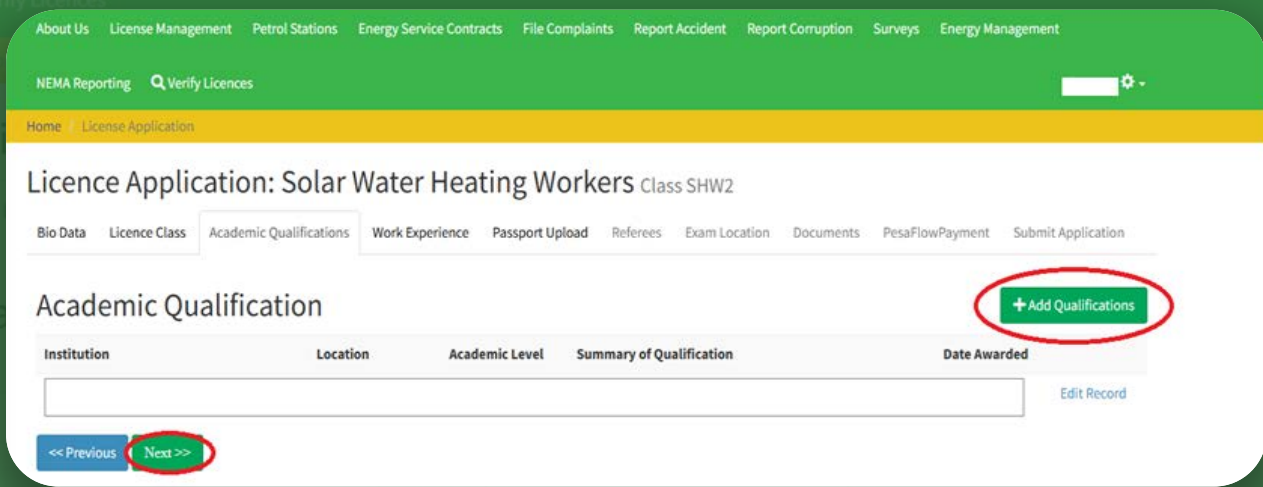 About Us License Management Petrol Stations Energy Service Contracts File Complaints Report Accident Report Corruption Surveys Energy Management
NEMA Reporting Verify Licences
Home / License Application
Licence Application: Solar Water Heating Workers Class SHW2
Bio Data Licence Class Academic Qualifications Work Experience Passport Upload Referees Exam Location Documents PesaFlowPayment Submit Application
Academic Qualification
+Add Qualifications
Institution Location Academic Level Summary of Qualification Date Awarded
Edit Record
<< Previous Next >>